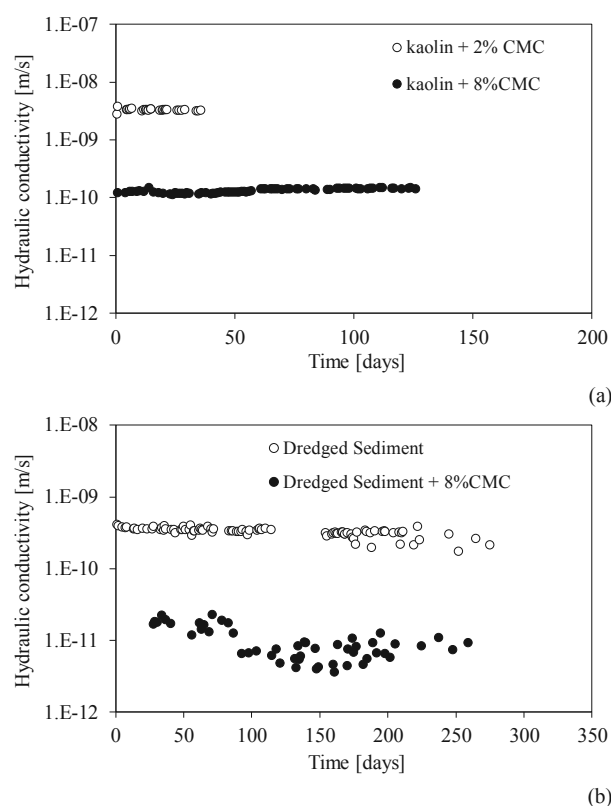 1.E-07
1.E-08
1.E-09
1.E-10
1.E-11
1.E-12
Hydraulic conductivity [m/s]
kaolin + 2% CMC
kaolin + 8%CMC
0 50 100 150 200
Time [days]
(a)
1.E-08
1.E-09
1.E-10
1.E-11
1.E-12
Hydraulic conductivity [m/s]
Dredged Sediment
Dredged Sediment + 8%CMC
0 50 100 150 200 250 300 350
Time [days]
(b)